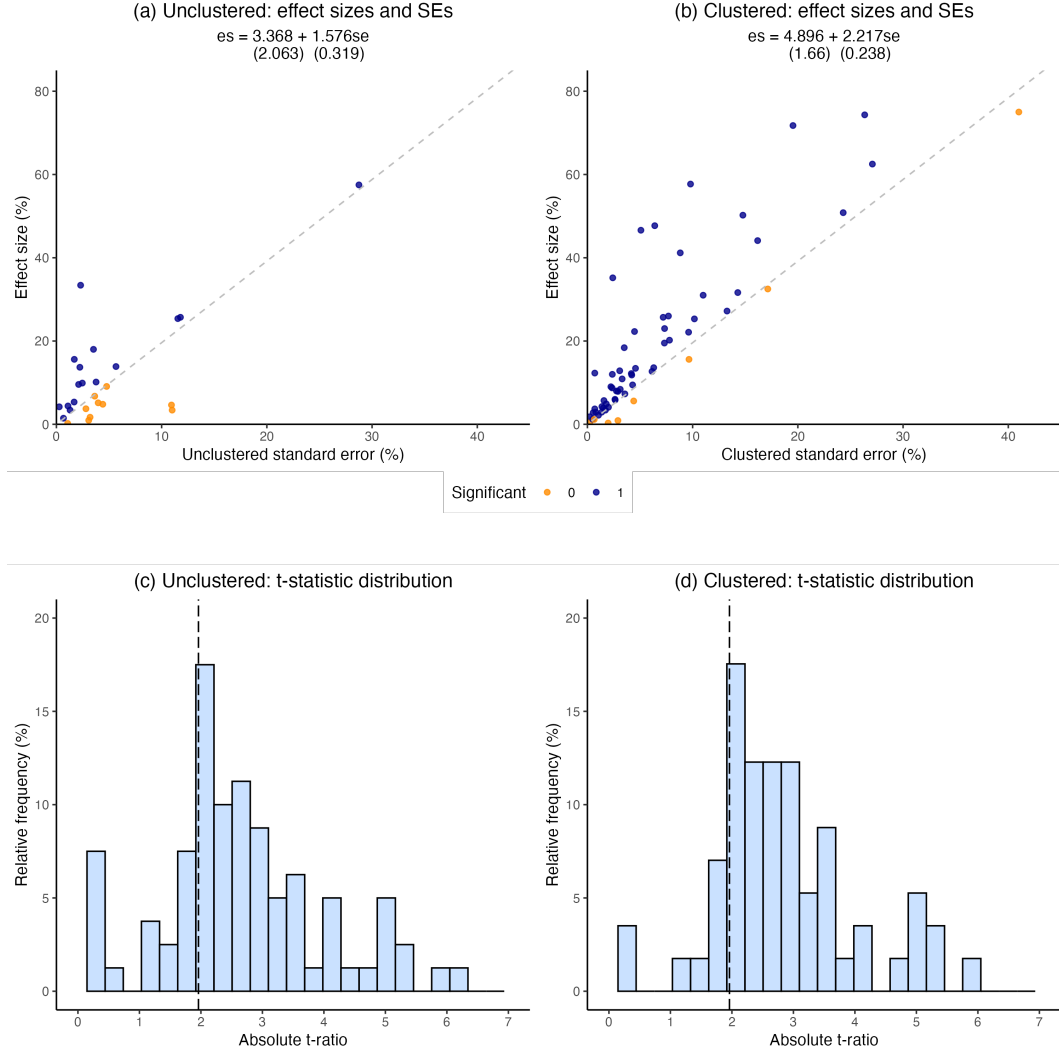 (a) Unclustered: effect sizes and SEs
es = 3.368 + 1.576se
(2.063) (0.319)
80
60
40
20
0
Effect size (%)
0 10 20 30 40
Unclustered standard error (%)
(b) Clustered: effect sizes and SEs
es = 4.896 + 2.217se
(1.66) (0.238)
80
60
40
20
0
Effect size (%)
0 10 20 30 40
Clustered standard error (%)
Significant 0 1
(c) Unclustered: t-statistic distribution
20
15
10
5
0
Relative frequency (%)
0 1 2 3 4 5 6 7
Absolute t-ratio
(d) Clustered: t-statistic distribution
20
15
10
5
0
Relative frequency (%)
0 1 2 3 4 5 6 7
Absolute t-ratio